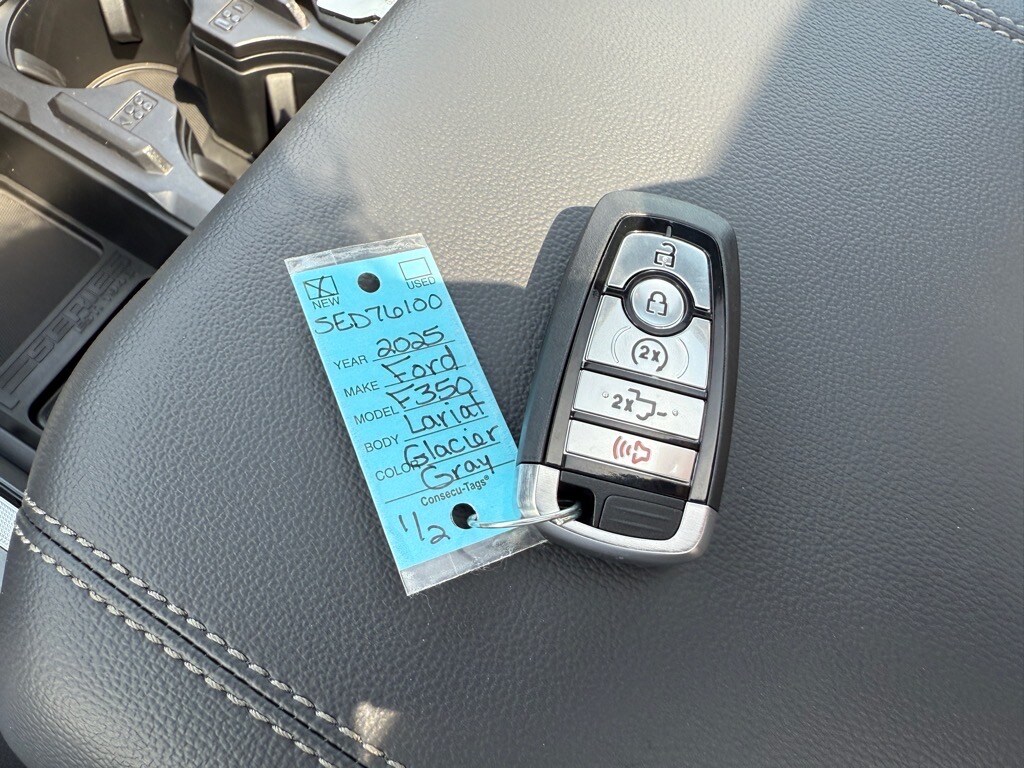 NEW
USED
SED76100
YEAR 2025
MAKE Ford
MODEL F350
BODY Lariat
COLOR Glacier
Gray
Consecu-Tags®
1/2
2x
2x